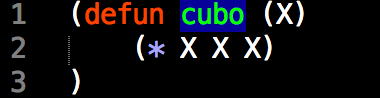 1 (defun cubo (X)
2 (* X X X)
3 )